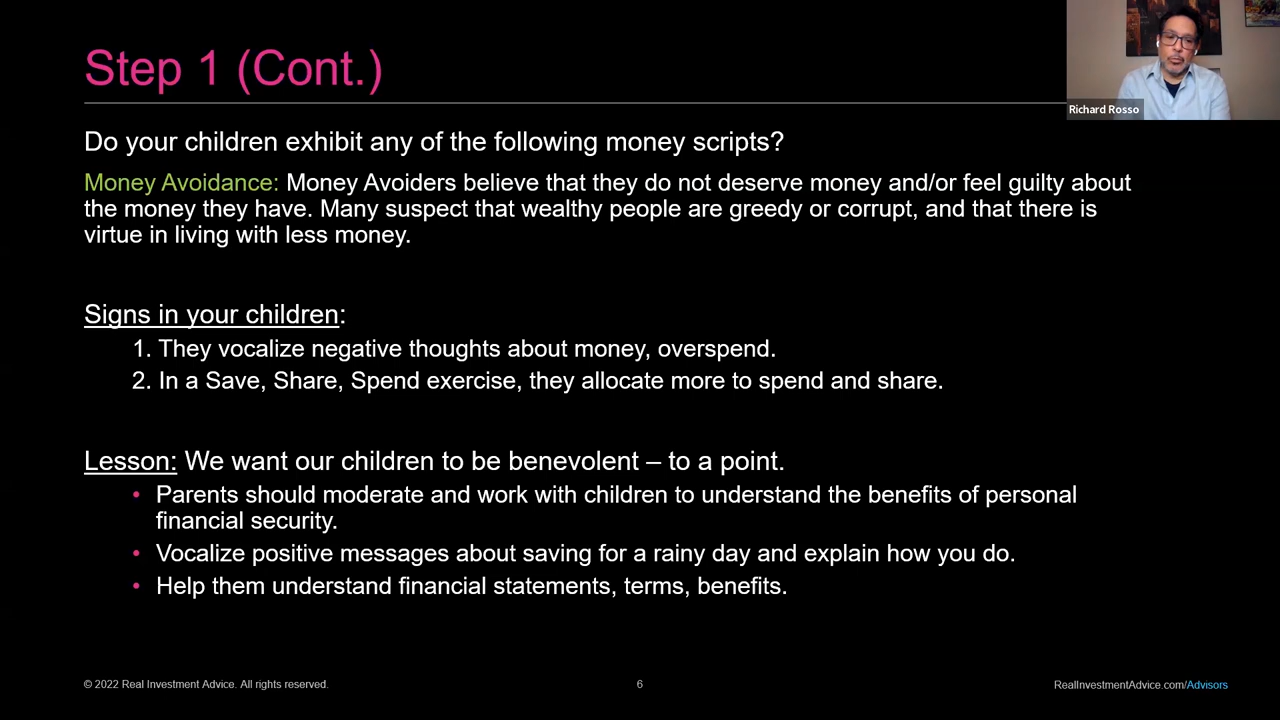 Step 1 (Cont.)
Richard Rosso
Do your children exhibit any of the following money scripts?
Money Avoidance: Money Avoiders believe that they do not deserve money and/or feel guilty about
the money they have. Many suspect that wealthy people are greedy or corrupt, and that there is
virtue in living with less money.
Signs in your children:
1. They vocalize negative thoughts about money, overspend.
2. In a Save, Share, Spend exercise, they allocate more to spend and share.
Lesson: We want our children to be benevolent – to a point.
• Parents should moderate and work with children to understand the benefits of personal
financial security.
• Vocalize positive messages about saving for a rainy day and explain how you do.
• Help them understand financial statements, terms, benefits.
© 2022 Real Investment Advice. All rights reserved.
6
RealInvestmentAdvice.com/Advisors